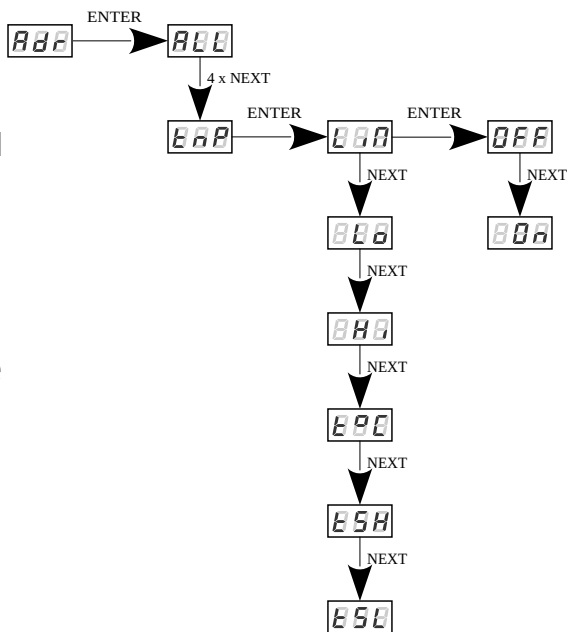 ENTER
Adr ALL
4 x NEXT
ENTER ENTER
tnP Lin OFF
NEXT NEXT
Lo On
NEXT
Hi
NEXT
t°C
NEXT
tSH
NEXT
tSL